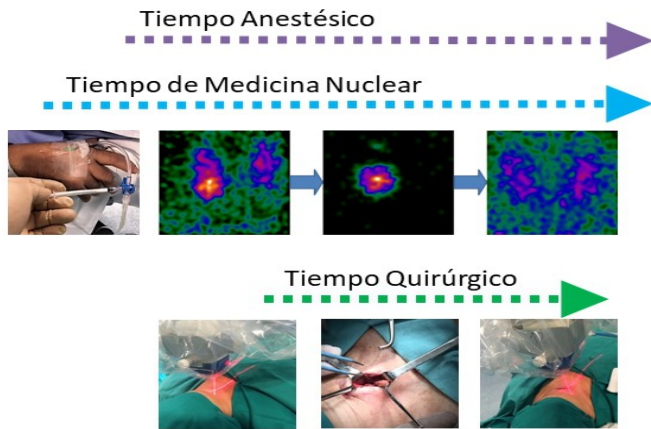 Tiempo Anestésico
Tiempo de Medicina Nuclear
Tiempo Quirúrgico